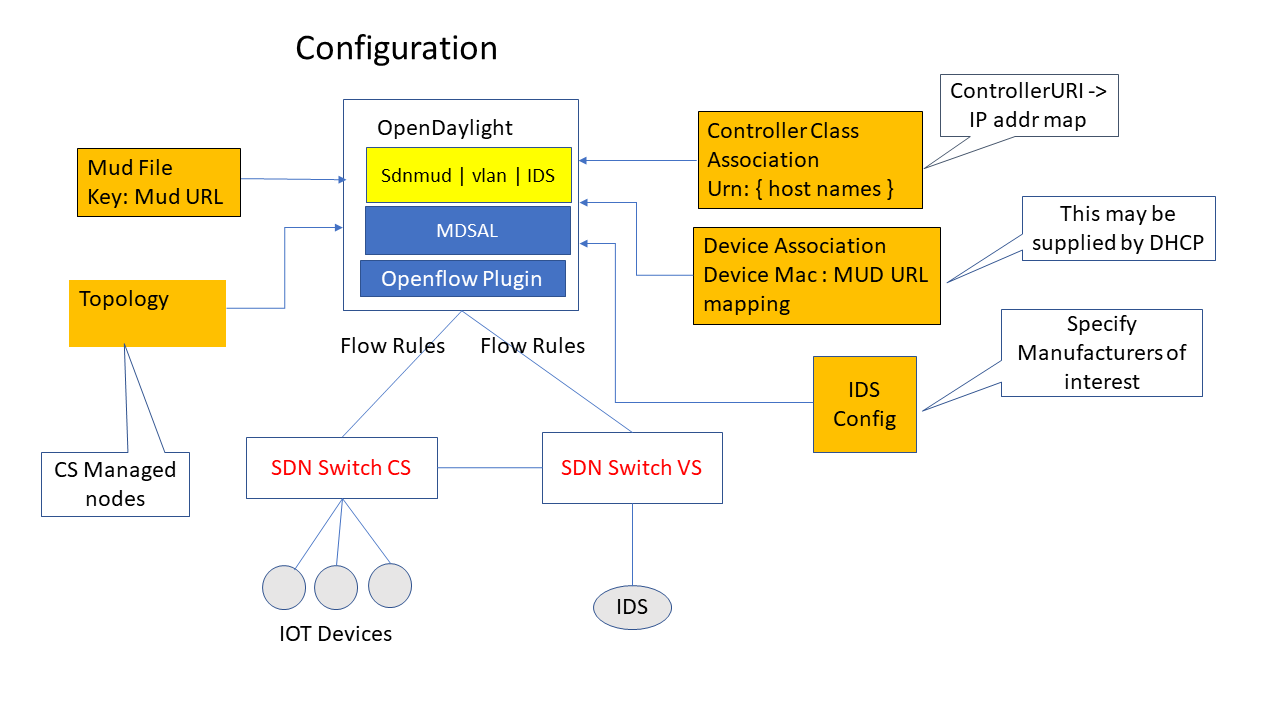 Configuration
OpenDaylight
Sdnmud | vlan | IDS
MDSAL
Openflow Plugin
Mud File
Key: Mud URL
Topology
CS Managed
nodes
Controller Class
Association
Urn: { host names }
ControllerURI ->
IP addr map
Device Association
Device Mac : MUD URL
mapping
This may be
supplied by DHCP
IDS
Config
Specify
Manufacturers of
interest
Flow Rules
Flow Rules
SDN Switch CS
SDN Switch VS
IOT Devices
IDS